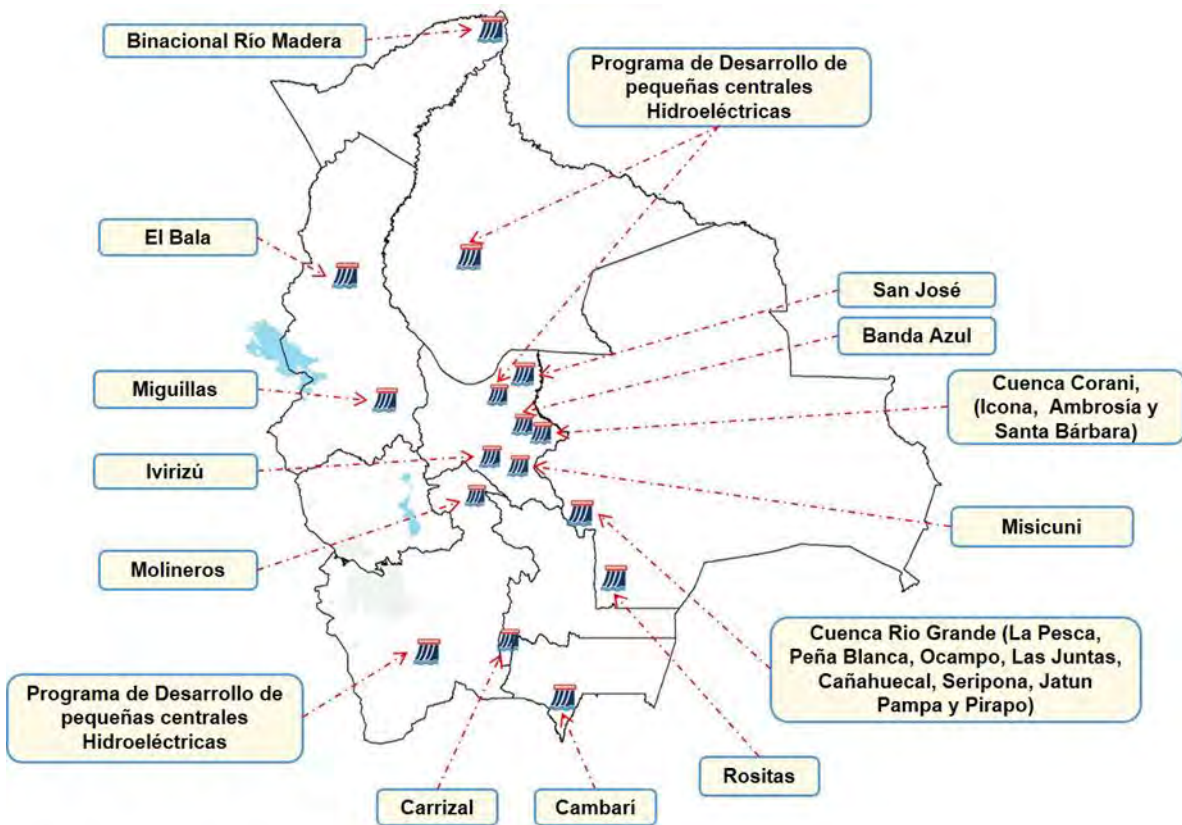 Binacional Río Madera
Programa de Desarrollo de
pequeñas centrales
Hidroeléctricas
El Bala
San José
Banda Azul
Miguillas
Cuenca Corani,
(Icona, Ambrosía y
Santa Bárbara)
Ivirizú
Misicuni
Molineros
Cuenca Rio Grande (La Pesca,
Peña Blanca, Ocampo, Las Juntas,
Cañahuecal, Seripona, Jatun
Pampa y Pirapo)
Programa de Desarrollo de
pequeñas centrales
Hidroeléctricas
Rositas
Carrizal
Cambarí